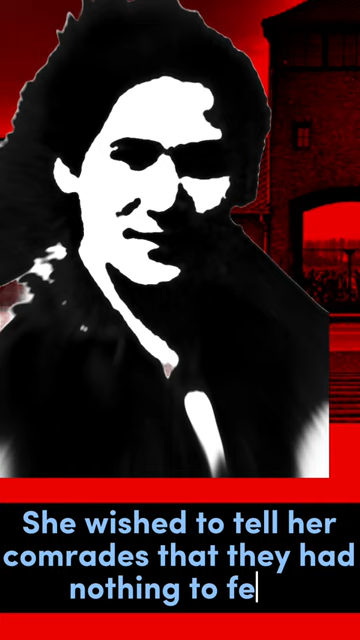 She wished to tell her
comrades that they had
nothing to fe